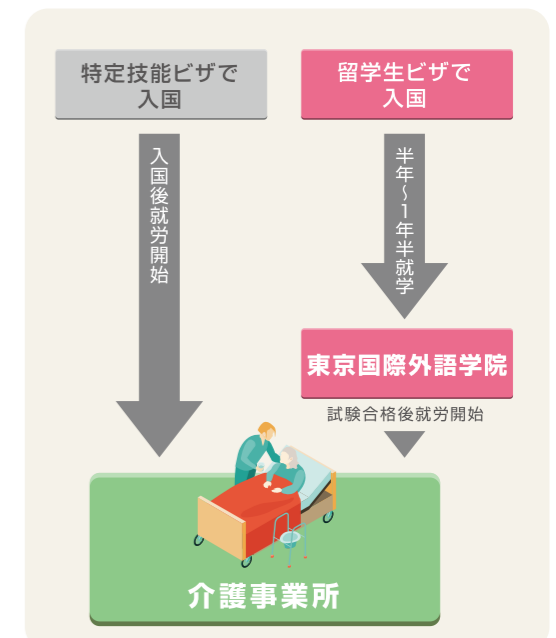 特定技能ビザで
入国
留学生ビザで
入国
入国後就労開始
半年〜1年半就学
東京国際外語学院
試験合格後就労開始
介護事業所